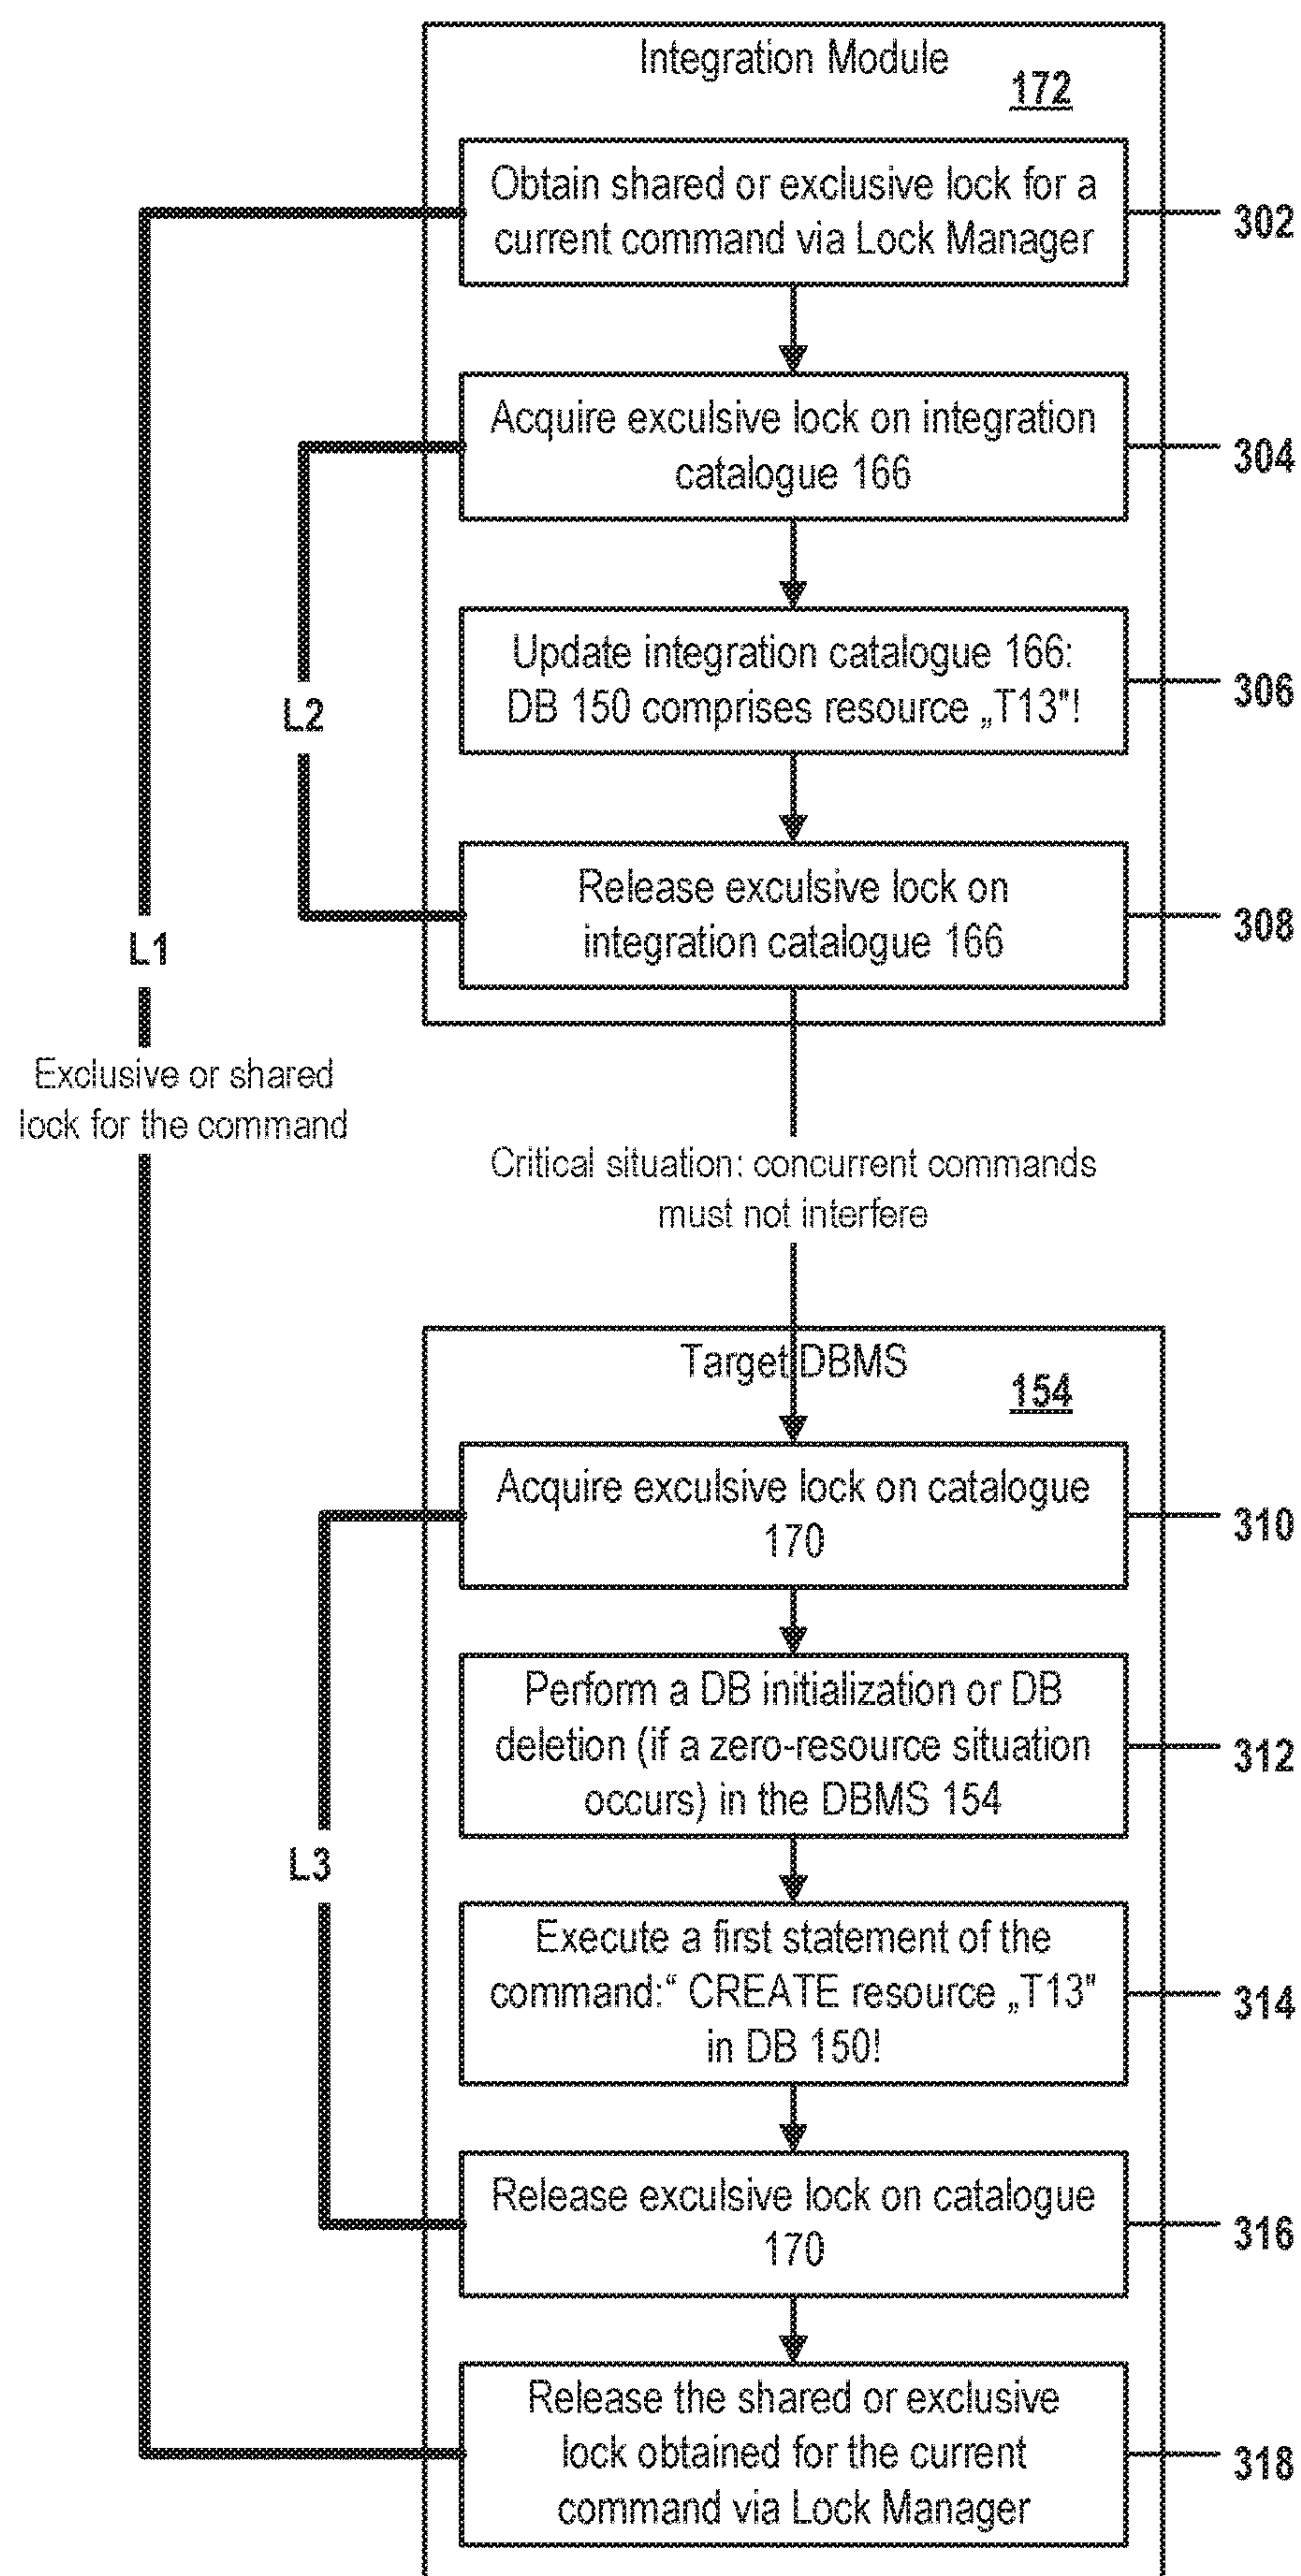 Integration Module
172
Obtain shared or exclusive lock for a
current command via Lock Manager
302
Acquire exculsive lock on integration
catalogue 166
304
Update integration catalogue 166:
DB 150 comprises resource „T13"!
306
L2
Release exculsive lock on
integration catalogue 166
308
L1
Exclusive or shared
lock for the command
Critical situation: concurrent commands
must not interfere
Target DBMS
154
Acquire exculsive lock on catalogue
170
310
Perform a DB initialization or DB
deletion (if a zero-resource situation
occurs) in the DBMS 154
312
L3
Execute a first statement of the
command:“ CREATE resource „T13"
in DB 150!
314
Release exculsive lock on catalogue
170
316
Release the shared or exclusive
lock obtained for the current
command via Lock Manager
318